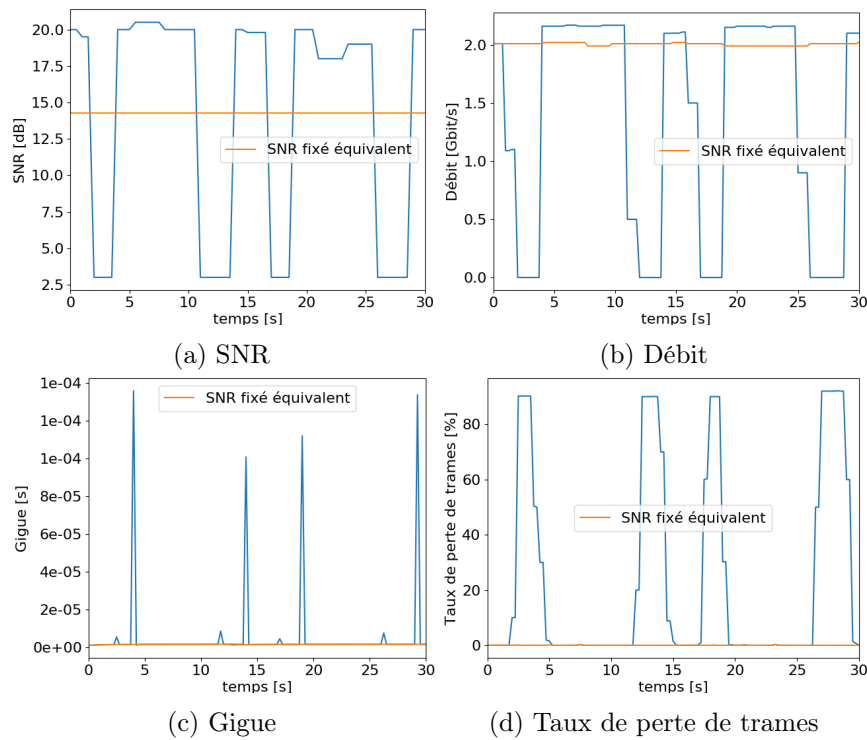 20.0
17.5
15.0
12.5
10.0
7.5
5.0
2.5
SNR [dB]
SNR fixé équivalent
0 5 10 15 20 25 30
temps [s]
(a) SNR
2.0
1.5
1.0
0.5
0.0
Débit [Gbit/s]
SNR fixé équivalent
0 5 10 15 20 25 30
temps [s]
(b) Débit
1e-04
1e-04
1e-04
8e-05
6e-05
4e-05
2e-05
0e+00
Gigue [s]
SNR fixé équivalent
0 5 10 15 20 25 30
temps [s]
(c) Gigue
80
60
40
20
0
Taux de perte de trames [%]
SNR fixé équivalent
0 5 10 15 20 25 30
temps [s]
(d) Taux de perte de trames